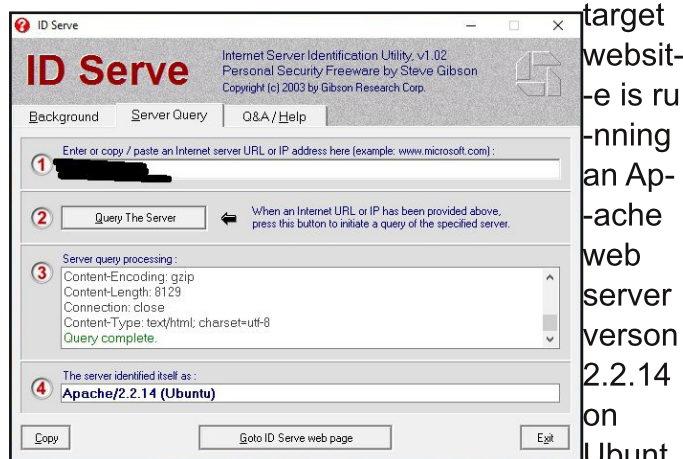 ID Serve
ID Serve
Internet Server Identification Utility, v1.02
Personal Security Freeware by Steve Gibson
Copyright (c) 2003 by Gibson Research Corp.
Background
Server Query
Q&A / Help
1
Enter or copy / paste an Internet server URL or IP address here (example: www.microsoft.com) :
2
Query The Server
When an Internet URL or IP has been provided above,
press this button to initiate a query of the specified server.
3
Server query processing :
Content-Encoding: gzip
Content-Length: 8129
Connection: close
Content-Type: text/html; charset=utf-8
Query complete.
4
The server identified itself as :
Apache/2.2.14 (Ubuntu)
Copy
Goto ID Serve web page
Exit
target
websit-
-e is ru
-nning
an Ap-
-ache
web
server
verson
2.2.14
on
Ubunt